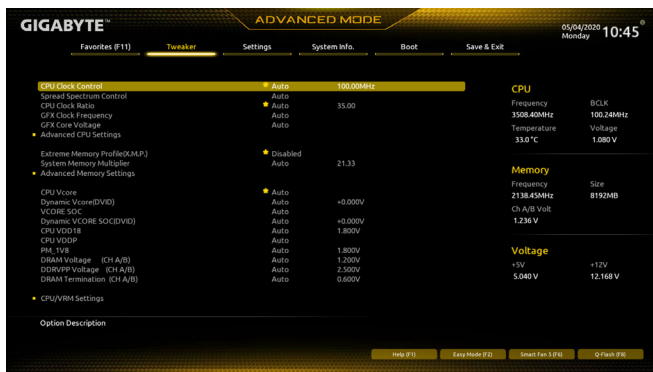 GIGABYTE™
ADVANCED MODE
05/04/2020
Monday
10:45
Favorites (F11) Tweaker Settings System Info. Boot Save & Exit
CPU Clock Control Auto 100.00MHz
Spread Spectrum Control Auto
CPU Clock Ratio Auto 35.00
GFX Clock Frequency Auto
GFX Core Voltage Auto
Advanced CPU Settings
Extreme Memory Profile(X.M.P.) Disabled
System Memory Multiplier Auto 21.33
Advanced Memory Settings
CPU Vcore Auto
Dynamic Vcore(DVID) Auto +0.000V
VCORE SOC Auto
Dynamic VCORE SOC(DVID) Auto +0.000V
CPU VDD18 Auto 1.800V
CPU VDDP Auto
PM_1V8 Auto 1.800V
DRAM Voltage (CH A/B) Auto 1.200V
DDRVPP Voltage (CH A/B) Auto 2.500V
DRAM Termination (CH A/B) Auto 0.600V
CPU/VRM Settings
Option Description
CPU
Frequency BCLK
3508.40MHz 100.24MHz
Temperature Voltage
33.0 °C 1.080 V
Memory
Frequency Size
2138.45MHz 8192MB
Ch A/B Volt
1.236 V
Voltage
+5V +12V
5.040 V 12.168 V
Help (F1) Easy Mode (F2) Smart Fan 5 (F6) Q-Flash (F8)